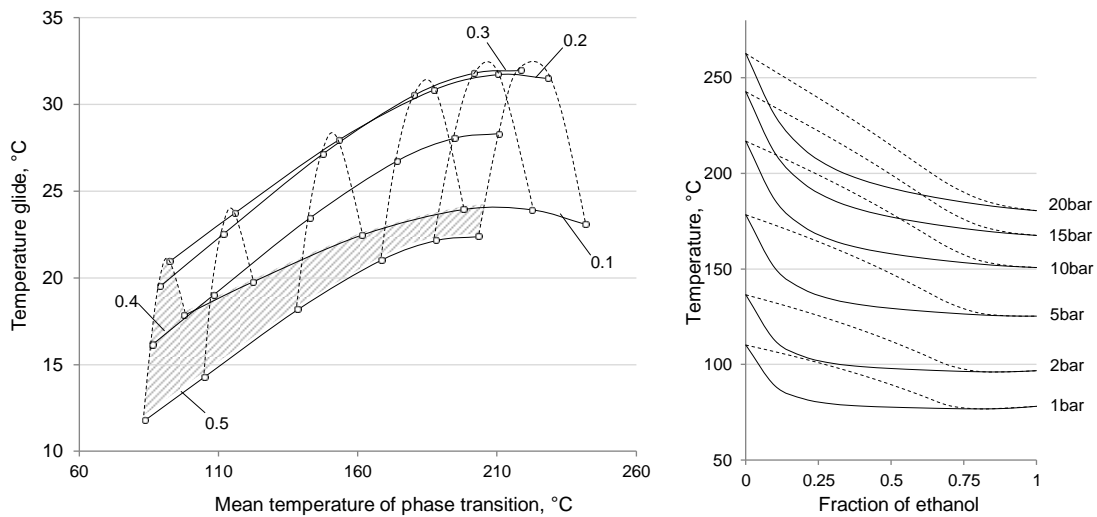 35
30
25
20
15
10
60
110
160
210
260
Temperature glide, °C
Mean temperature of phase transition, °C
0.3
0.2
0.4
0.1
0.5
250
200
150
100
50
0
0.25
0.5
0.75
1
Temperature, °C
Fraction of ethanol
20bar
15bar
10bar
5bar
2bar
1bar